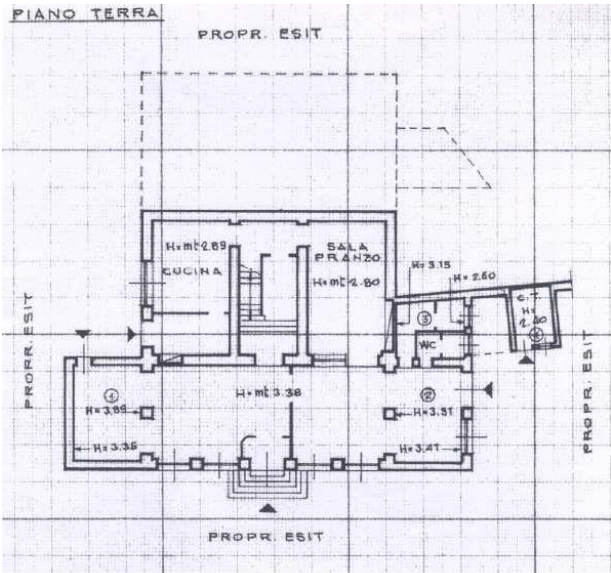 PIANO TERRA
PROPR. ESIT
H=mt 2.89
CUCINA
SALA
PRANZO
H=mt 2.80
H=3.15
H=2.60
C.T.
H=
2.40
3
WC
PROPR. ESIT
1
H=3.89
H=3.35
H=mt 3.38
2
H=3.91
H=3.47
PROPR. ESIT
PROPR. ESIT